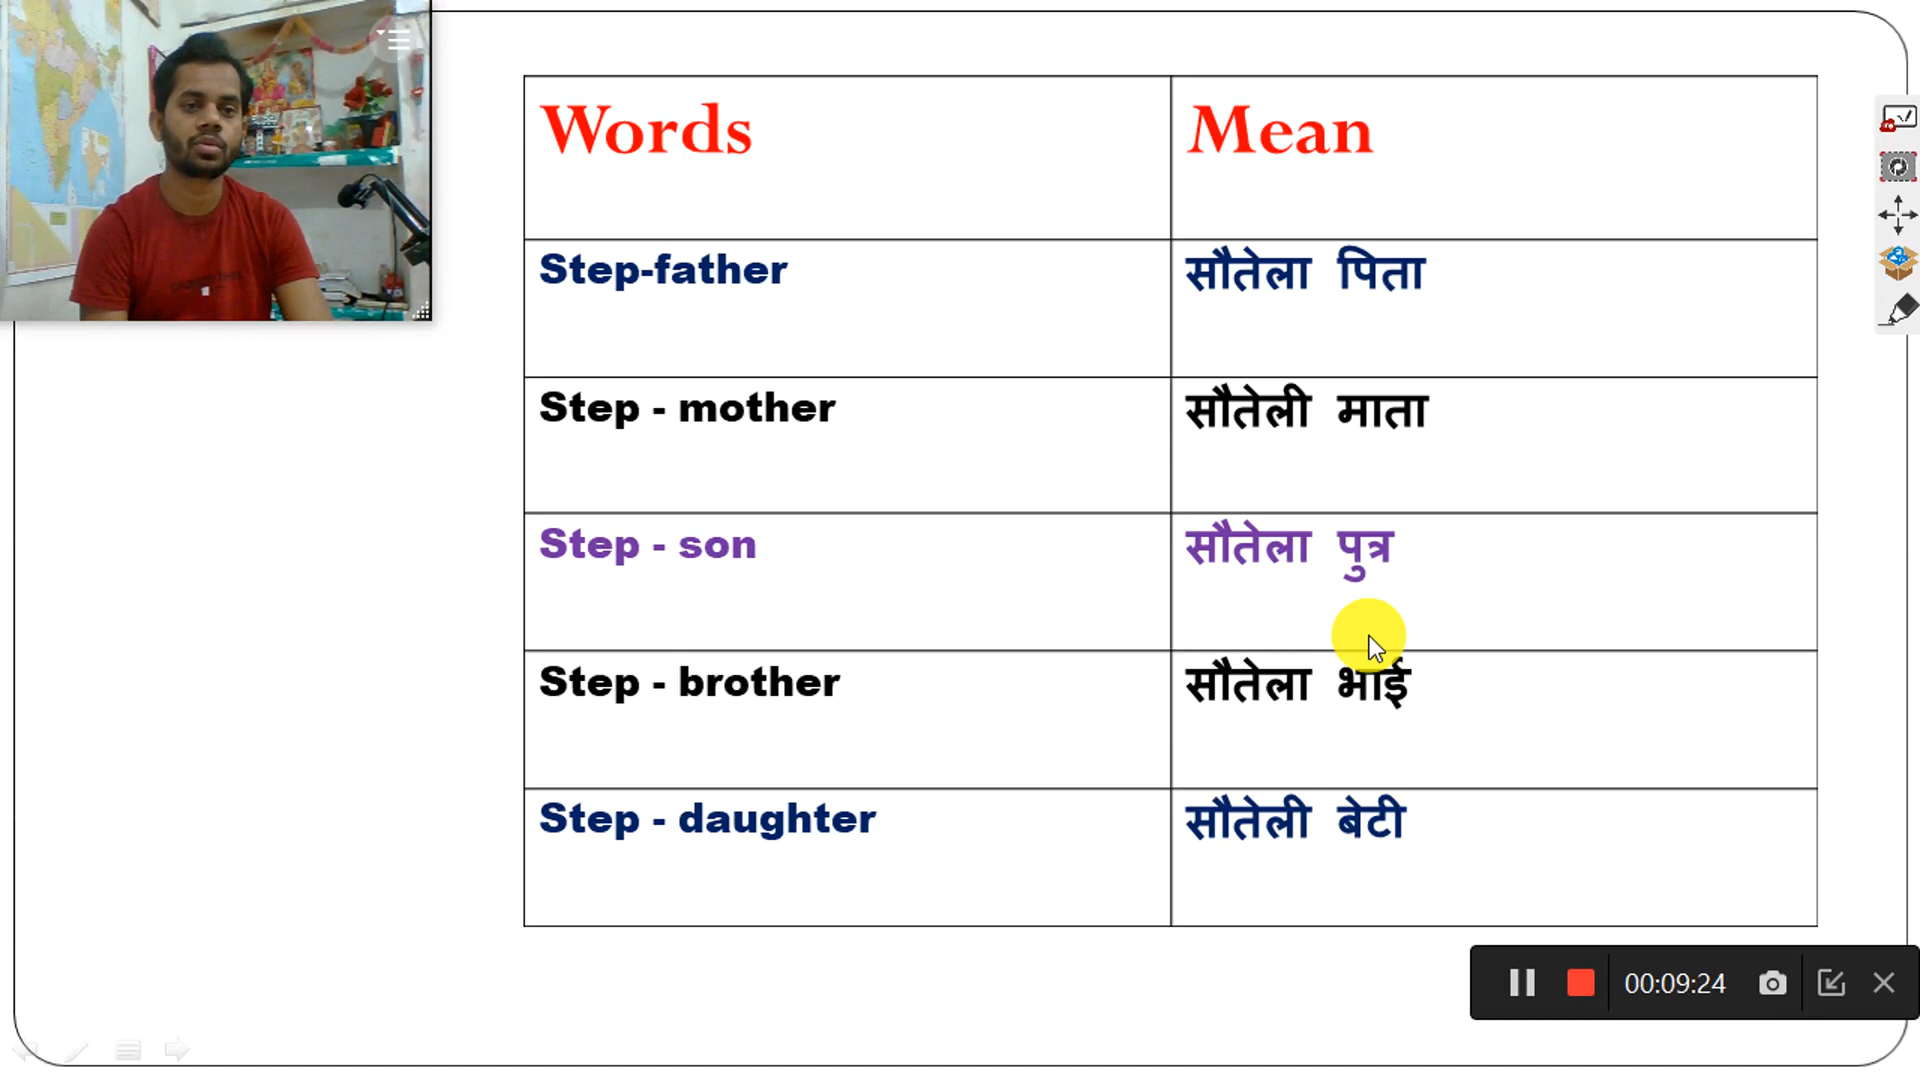 Words Mean
Step-father सौतेला पिता
Step - mother सौतेली माता
Step - son सौतेला पुत्र
Step - brother सौतेला भाई
Step - daughter सौतेली बेटी
00:09:24